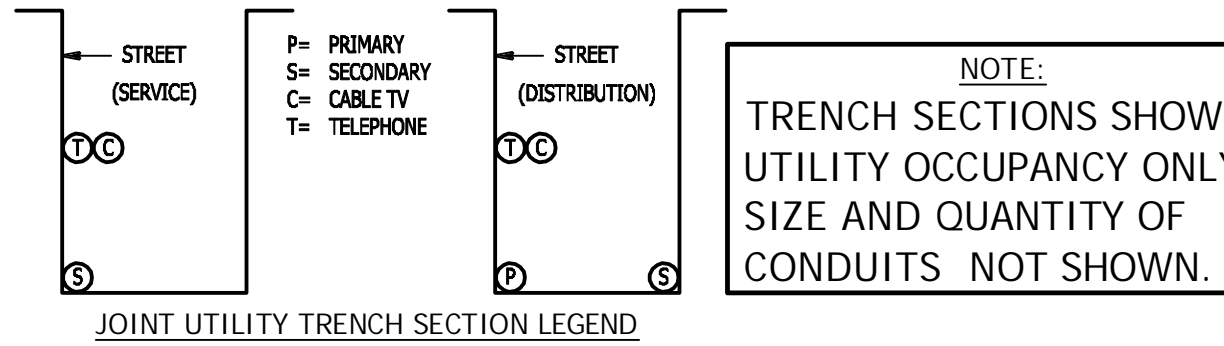 STREET
(SERVICE)
T C
S
P= PRIMARY
S= SECONDARY
C= CABLE TV
T= TELEPHONE
STREET
(DISTRIBUTION)
T C
P S
JOINT UTILITY TRENCH SECTION LEGEND
NOTE:
TRENCH SECTIONS SHOW
UTILITY OCCUPANCY ONLY
SIZE AND QUANTITY OF
CONDUITS NOT SHOWN.